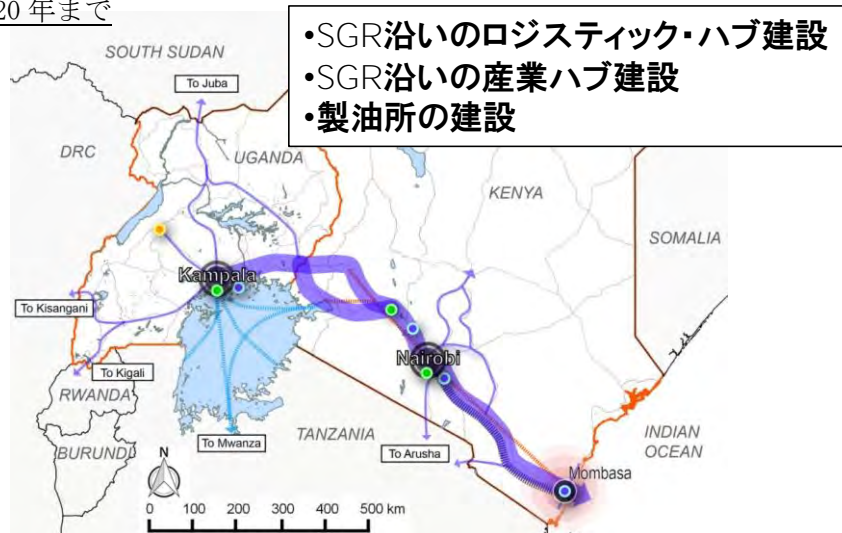 20 年まで
•SGR沿いのロジスティック・ハブ建設
•SGR沿いの産業ハブ建設
•製油所の建設
SOUTH SUDAN
To Juba
DRC
UGANDA
KENYA
SOMALIA
Kampala
To Kisangani
Nairobi
To Kigali
RWANDA
To Mwanza
TANZANIA
To Arusha
INDIAN
OCEAN
BURUNDI
N
Mombasa
0 100 200 300 400 500 km